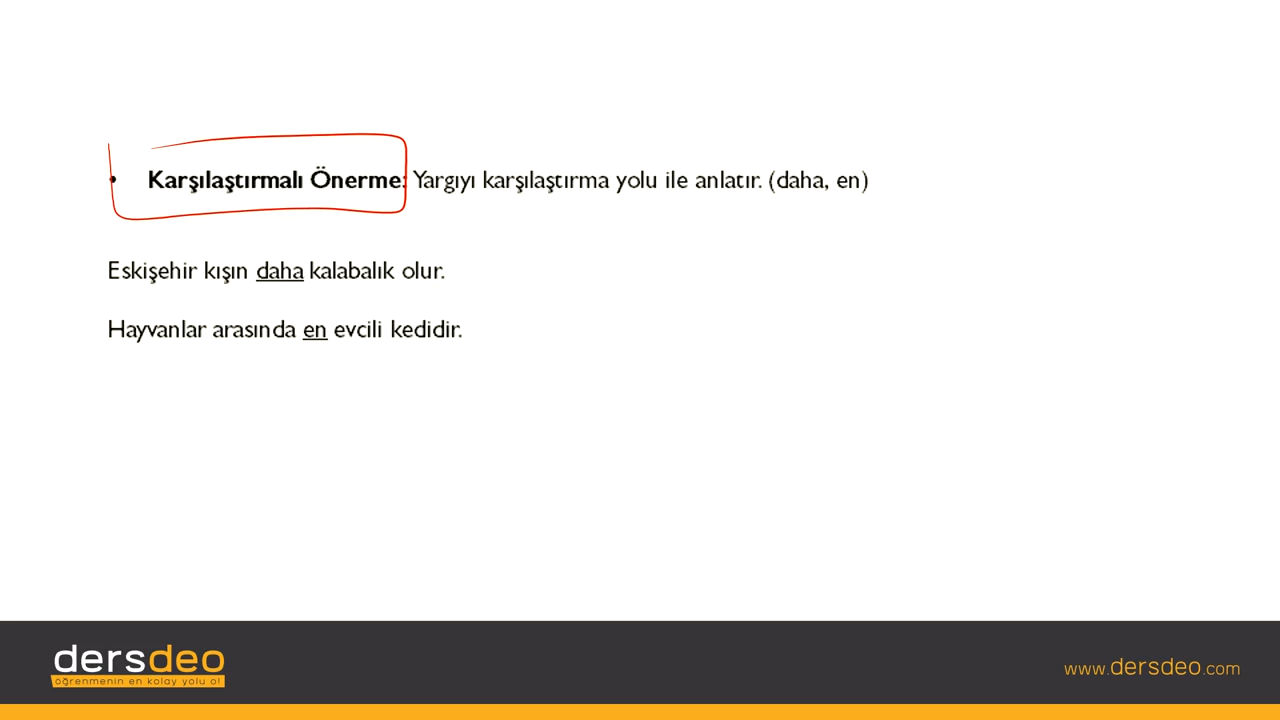 • Karşılaştırmalı Önerme: Yargıyı karşılaştırma yolu ile anlatır. (daha, en)
Eskişehir kışın daha kalabalık olur.
Hayvanlar arasında en evcili kedidir.
dersdeo
öğrenmenin en kolay yolu o!
www.dersdeo.com